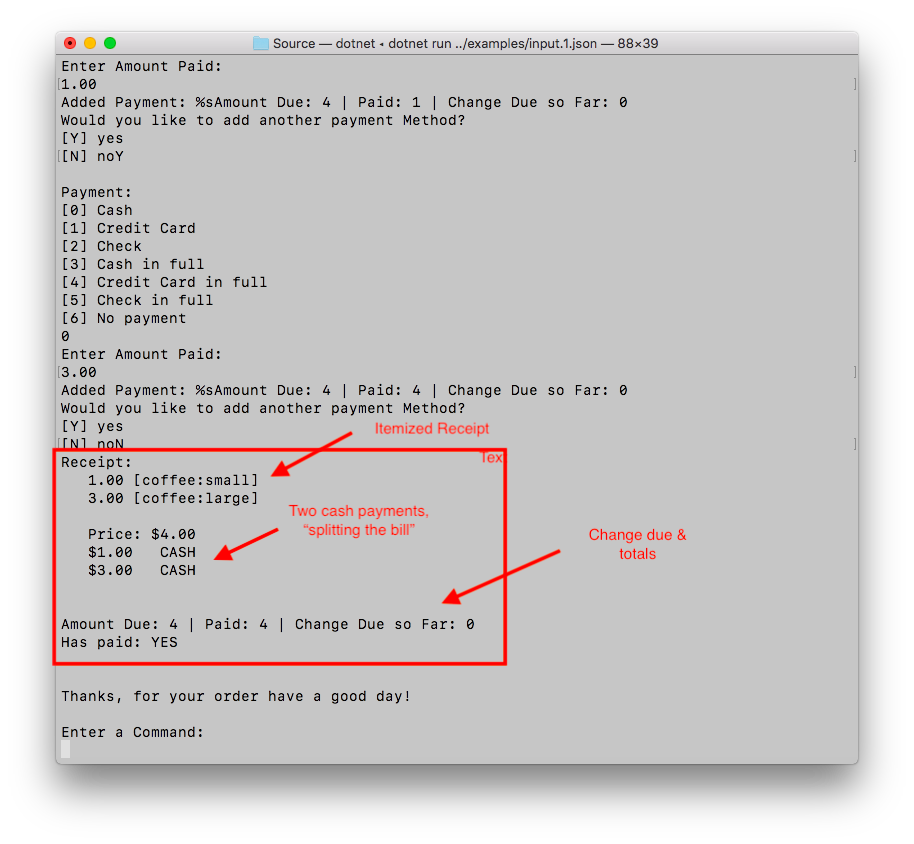 Source — dotnet ◂ dotnet run ../examples/input.1.json — 88×39
Enter Amount Paid:
[1.00 ]
Added Payment: %sAmount Due: 4 | Paid: 1 | Change Due so Far: 0
Would you like to add another payment Method?
[Y] yes
[[N] noY ]
Payment:
[0] Cash
[1] Credit Card
[2] Check
[3] Cash in full
[4] Credit Card in full
[5] Check in full
[6] No payment
0
Enter Amount Paid:
[3.00 ]
Added Payment: %sAmount Due: 4 | Paid: 4 | Change Due so Far: 0
Would you like to add another payment Method?
[Y] yes
Itemized Receipt
[[N] noN ]
Receipt:
Tex
1.00 [coffee:small]
3.00 [coffee:large]
Two cash payments,
“splitting the bill”
Price: $4.00
$1.00 CASH
$3.00 CASH
Change due &
totals
Amount Due: 4 | Paid: 4 | Change Due so Far: 0
Has paid: YES
Thanks, for your order have a good day!
Enter a Command: